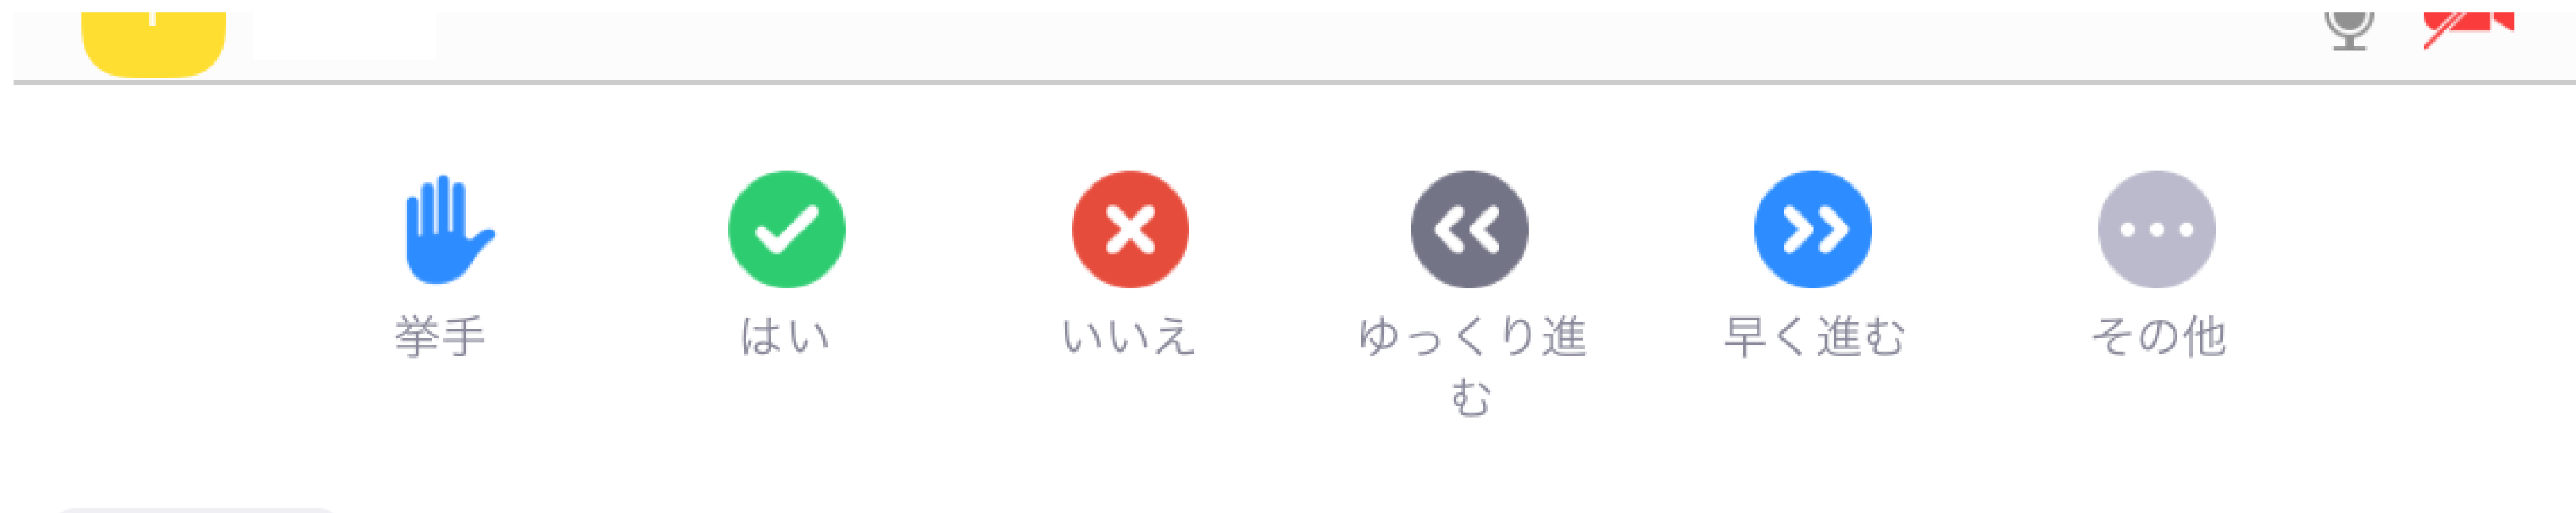 挙手
はい
いいえ
ゆっくり進
む
早く進む
その他